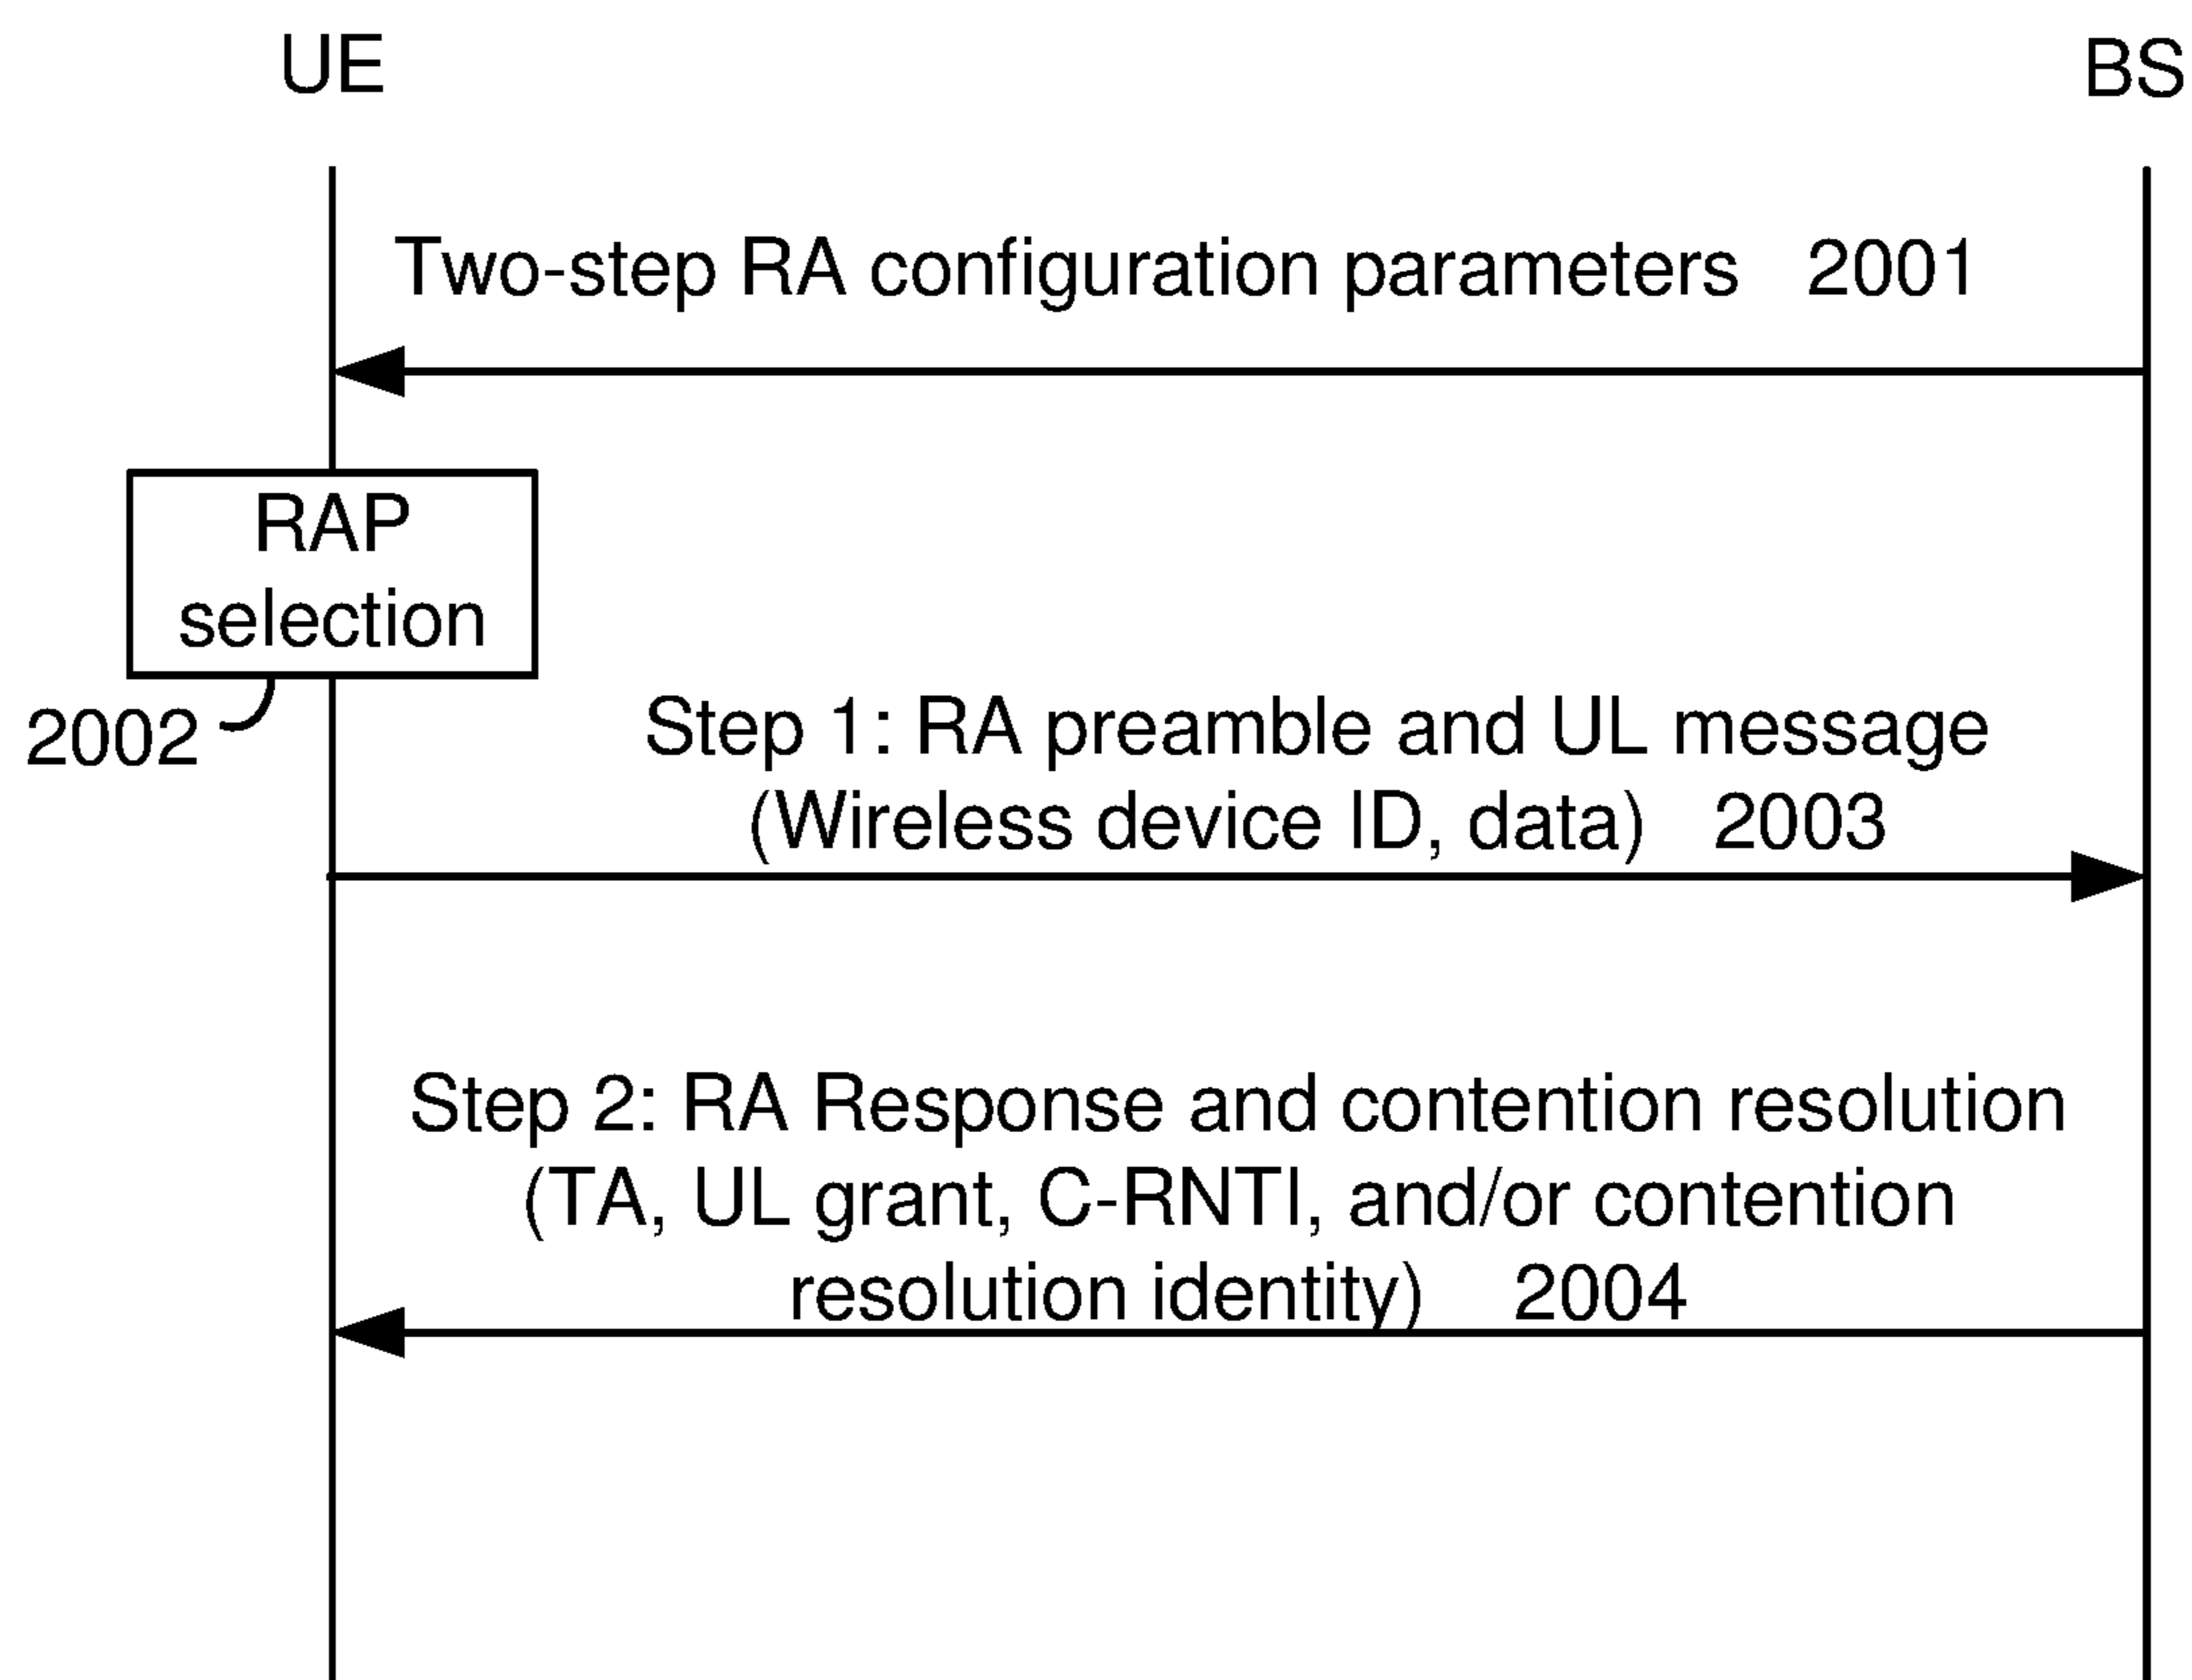 UE
BS
Two-step RA configuration parameters 2001
RAP
selection
2002
Step 1: RA preamble and UL message
(Wireless device ID, data) 2003
Step 2: RA Response and contention resolution
(TA, UL grant, C-RNTI, and/or contention
resolution identity) 2004